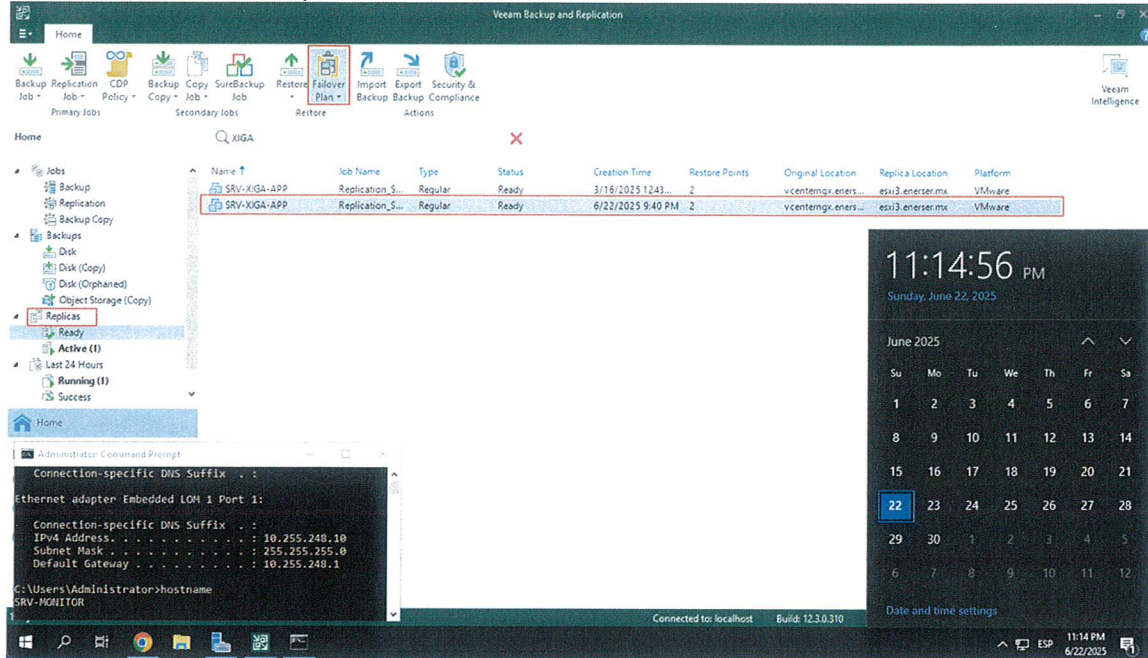 Veeam Backup and Replication
Home
Backup Job
Replication Job
CDP Policy
Backup Copy
Copy Job
SureBackup Job
Restore
Failover Plan
Import Backup
Export Backup
Security & Compliance
Veeam Intelligence
Primary Jobs
Secondary Jobs
Restore
Actions
Home
XIGA
Jobs
Backup
Replication
Backup Copy
Backups
Disk
Disk (Copy)
Disk (Orphaned)
Object Storage (Copy)
Replicas
Ready
Active (1)
Last 24 Hours
Running (1)
Success
Home
Name Job Name Type Status Creation Time Restore Points Original Location Replica Location Platform
SRV-XIGA-APP Replication_S... Regular Ready 3/16/2025 1243... 2 vcenterngx.eners... esxi3.enerser.mx VMware
SRV-XIGA-APP Replication_S... Regular Ready 6/22/2025 9:40 PM 2 vcenterngx.eners... esxi3.enerser.mx VMware
11:14:56 PM
Sunday, June 22, 2025
June 2025
Su Mo Tu We Th Fr Sa
1 2 3 4 5 6 7
8 9 10 11 12 13 14
15 16 17 18 19 20 21
22 23 24 25 26 27 28
29 30 1 2 3 4 5
6 7 8 9 10 11 12
Date and time settings
Administrator: Command Prompt
Connection-specific DNS Suffix . :
Ethernet adapter Embedded LOM 1 Port 1:
Connection-specific DNS Suffix . :
IPv4 Address. . . . . . . . . . . : 10.255.248.10
Subnet Mask . . . . . . . . . . . : 255.255.255.0
Default Gateway . . . . . . . . . : 10.255.248.1
C:\Users\Administrator>hostname
SRV-MONITOR
Connected to: localhost
Build: 12.3.0.310
ESP
11:14 PM
6/22/2025